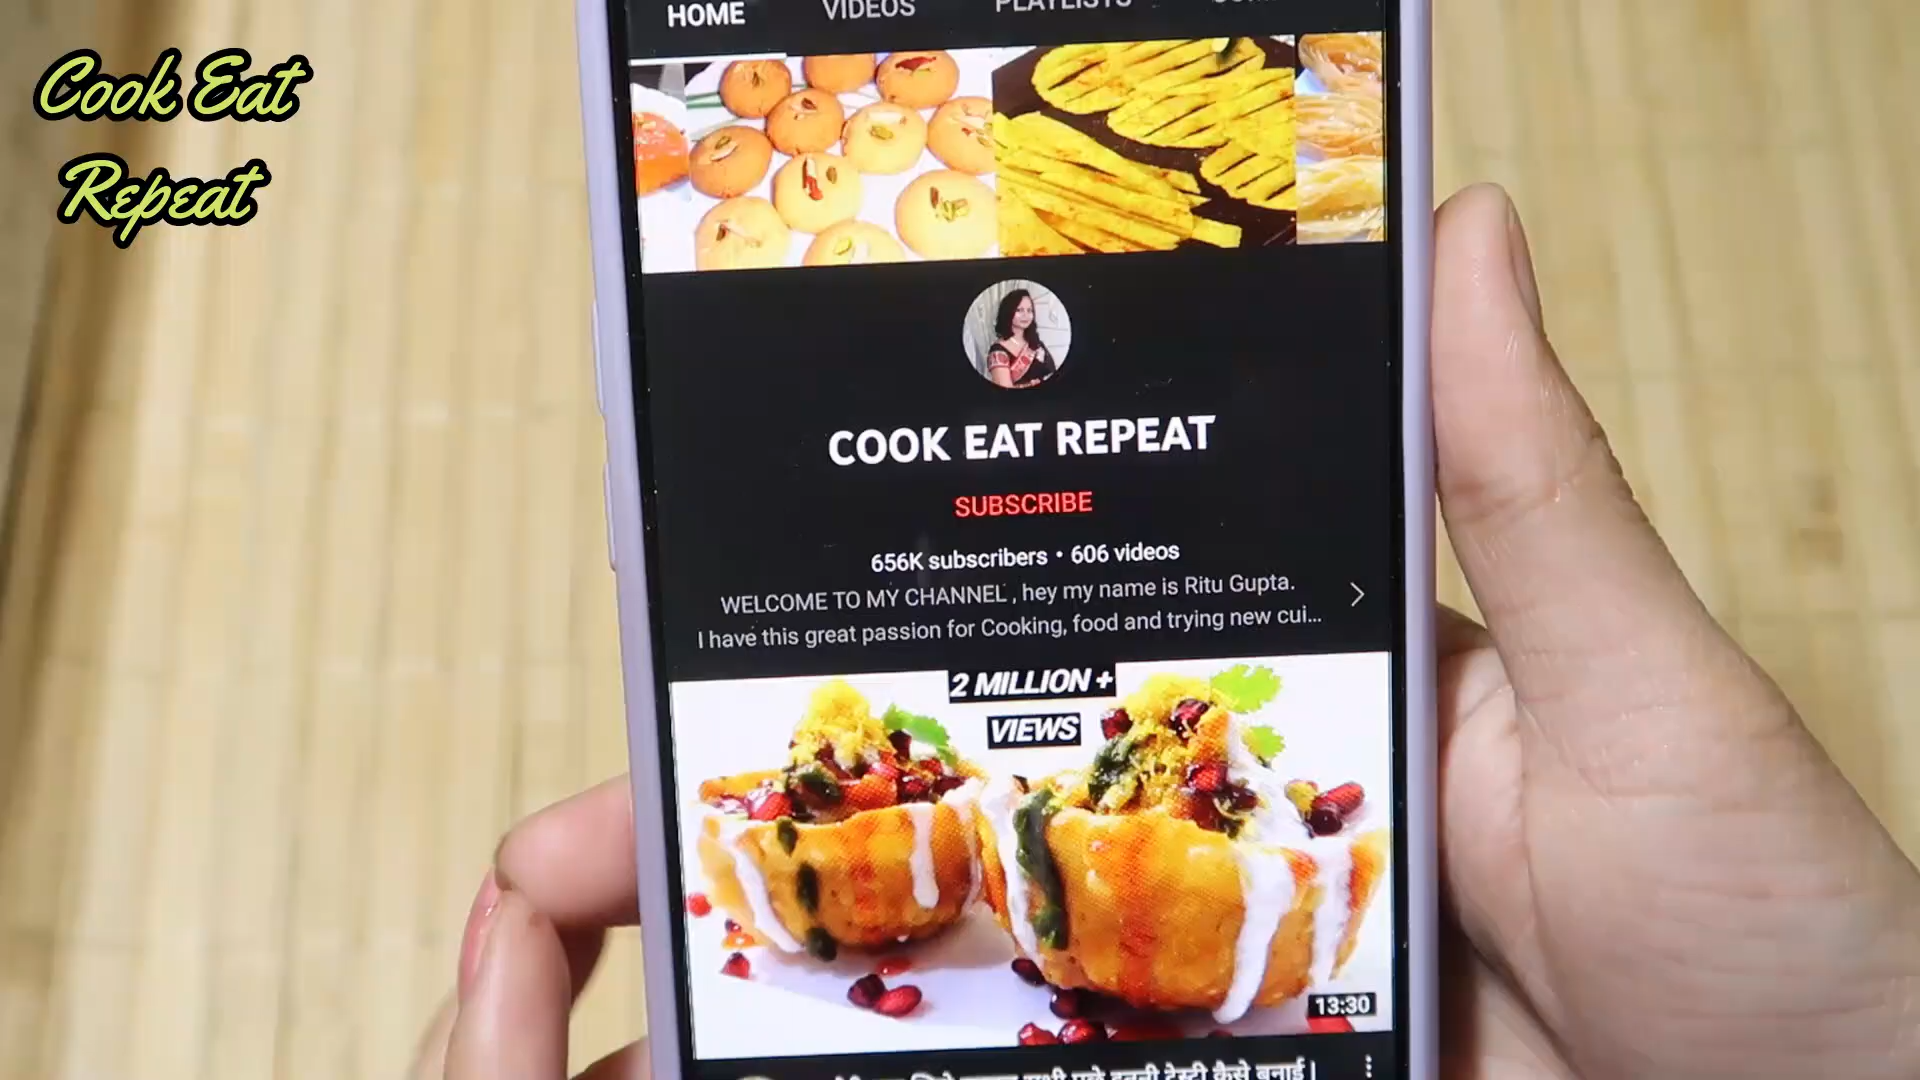 Cook Eat
Repeat
HOME VIDEOS PLAYLISTS
COOK EAT REPEAT
SUBSCRIBE
656K subscribers • 606 videos
WELCOME TO MY CHANNEL , hey my name is Ritu Gupta.
I have this great passion for Cooking, food and trying new cui...
2 MILLION +
VIEWS
13:30
कैसे बनाई |